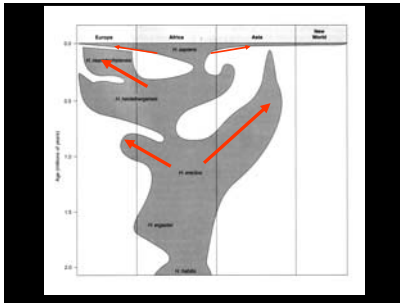 Europe Africa Asia New World
0.0
H. sapiens
H. neanderthalensis
H. heidelbergensis
0.5
Age (millions of years)
1.0
H. erectus
1.5
H. ergaster
2.0
H. habilis